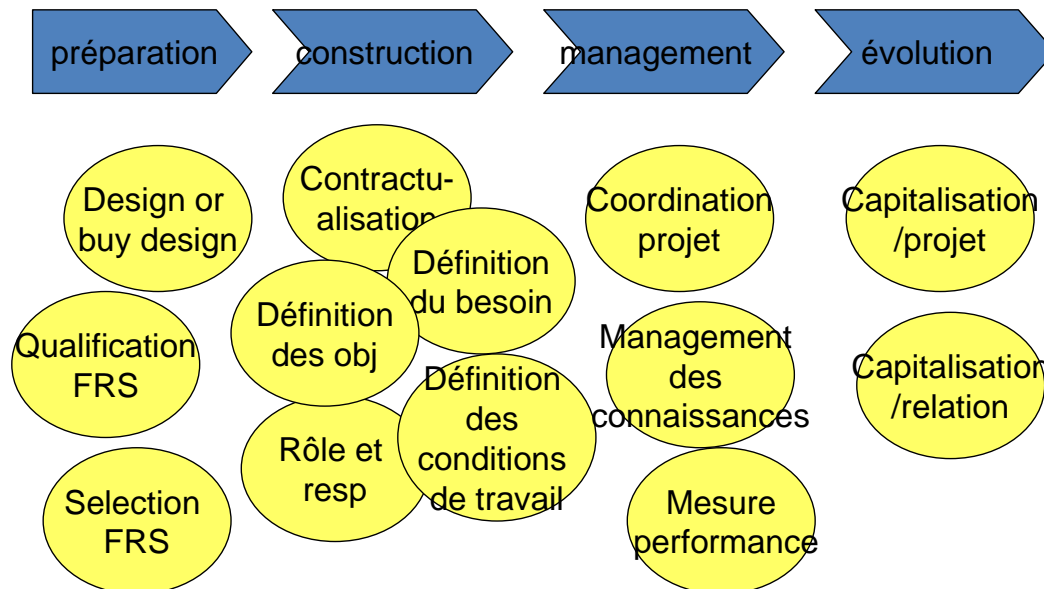 préparation
construction
management
évolution
Design or
buy design
Qualification
FRS
Selection
FRS
Contractu-
alisation
Définition
du besoin
Définition
des obj
Définition
des
conditions
de travail
Rôle et
resp
Coordination
projet
Management
des
connaissances
Mesure
performance
Capitalisation
/projet
Capitalisation
/relation